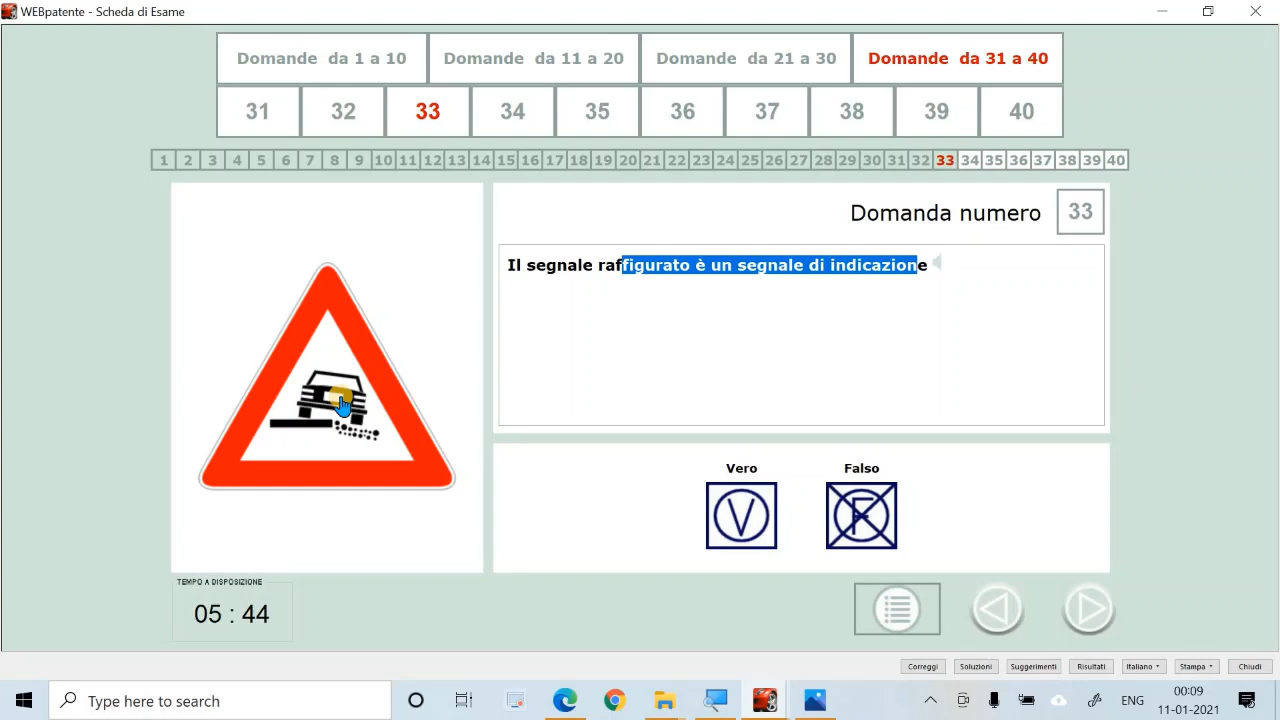 WEBpatente - Scheda di Esame
Domande da 1 a 10 Domande da 11 a 20 Domande da 21 a 30 Domande da 31 a 40
31 32 33 34 35 36 37 38 39 40
1 2 3 4 5 6 7 8 9 10 11 12 13 14 15 16 17 18 19 20 21 22 23 24 25 26 27 28 29 30 31 32 33 34 35 36 37 38 39 40
Domanda numero 33
Il segnale raffigurato è un segnale di indicazione
Vero Falso
V F
TEMPO A DISPOSIZIONE
05 : 44
Correggi Soluzioni Suggerimenti Risultati Italiano Stampa Chiudi
Type here to search
ENG
00:09
11-01-2021